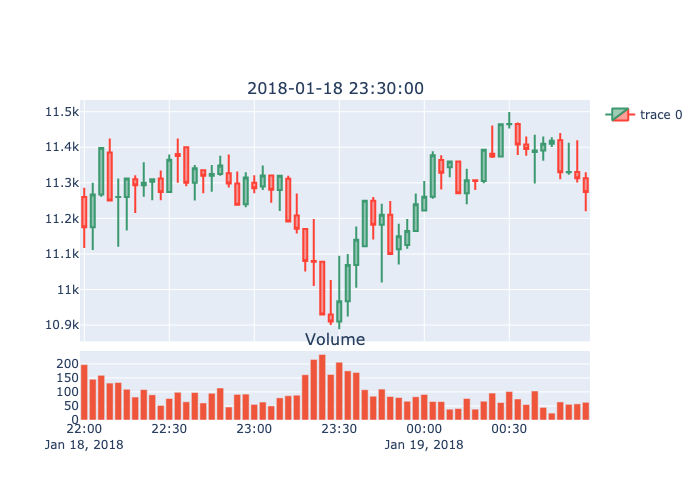 2018-01-18 23:30:00
trace 0
11.5k
11.4k
11.3k
11.2k
11.1k
11k
10.9k
Volume
200
150
100
50
0
22:00 22:30 23:00 23:30 00:00 00:30
Jan 18, 2018 Jan 19, 2018